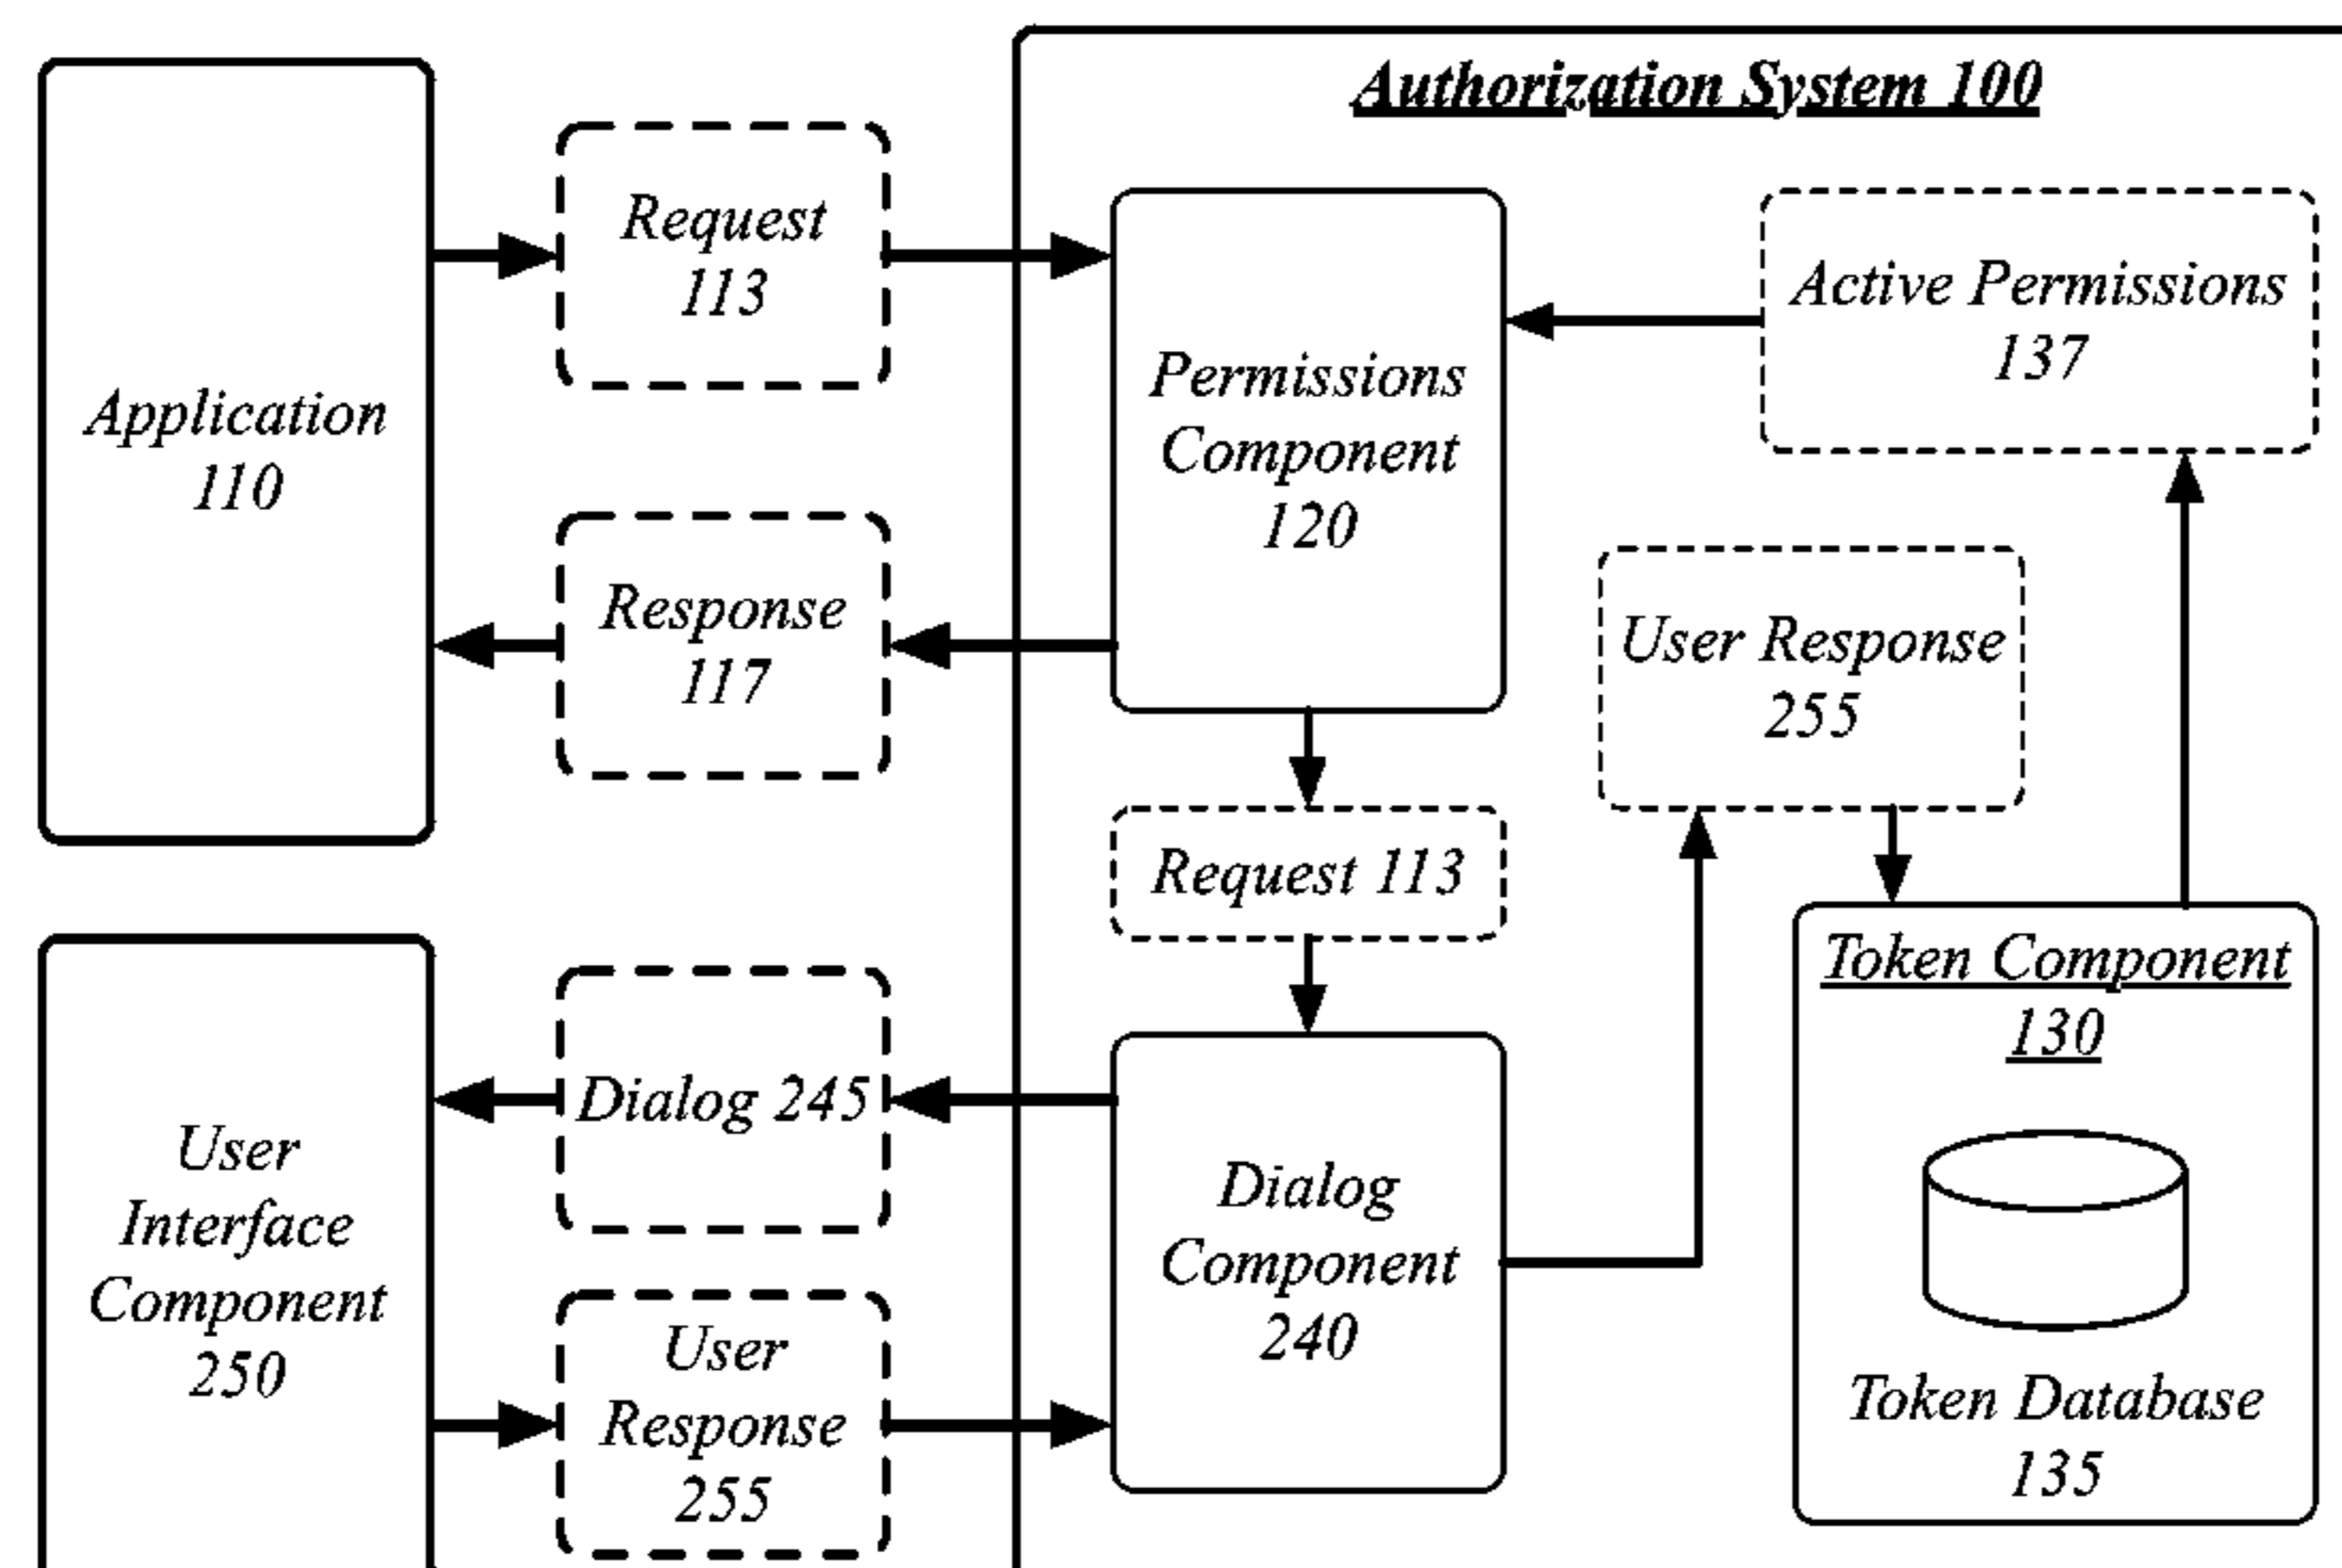 Authorization System 100
Application
110
Request
113
Response
117
Permissions
Component
120
Active Permissions
137
User Response
255
Request 113
Token Component
130
Token Database
135
User
Interface
Component
250
Dialog 245
User
Response
255
Dialog
Component
240